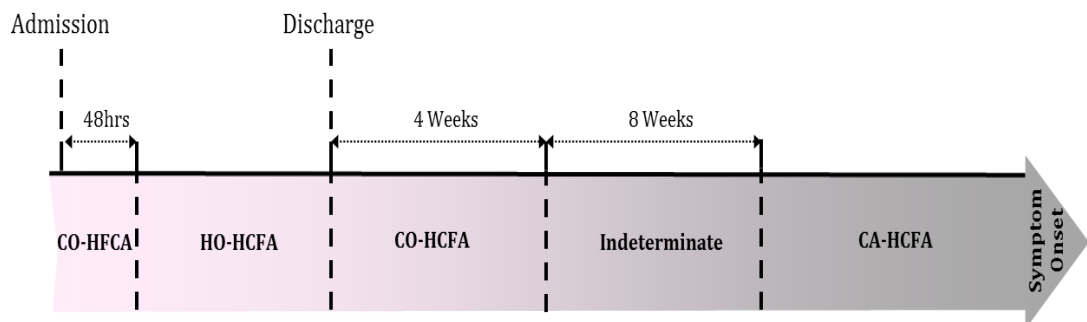 Admission
Discharge
48hrs
4 Weeks
8 Weeks
CO-HFCA
HO-HCFA
CO-HCFA
Indeterminate
CA-HCFA
Symptom
Onset